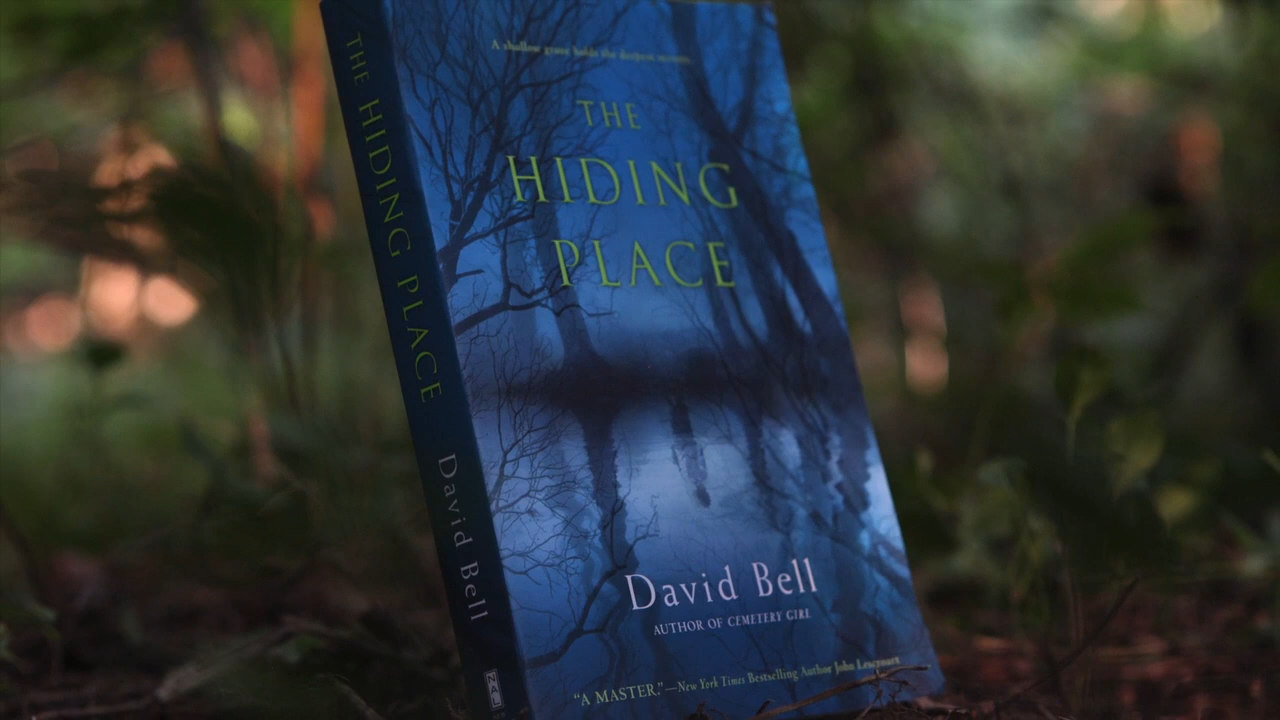 THE HIDING PLACE
David Bell
NAL
A shallow grave holds the deepest secrets.
THE
HIDING
PLACE
David Bell
AUTHOR OF CEMETERY GIRL
"A MASTER."—New York Times Bestselling Author John Lescroart